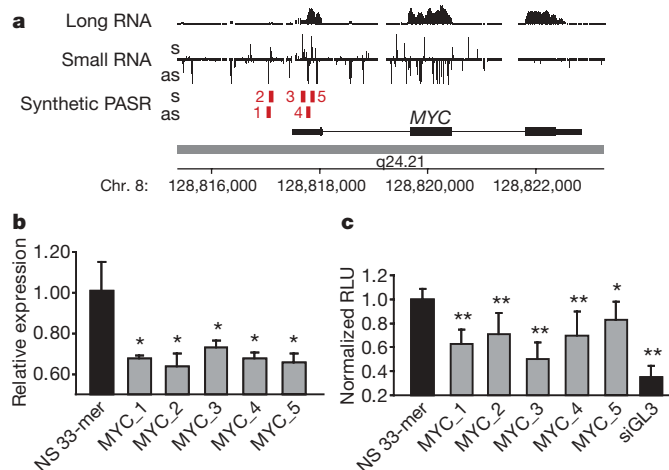 a
Long RNA
Small RNA
s
as
Synthetic PASR
s
as
2 3 5
1 4
MYC
q24.21
Chr. 8: 128,816,000 128,818,000 128,820,000 128,822,000
b
Relative expression
1.20
1.00
0.80
0.60
* * * * *
NS 33-mer MYC_1 MYC_2 MYC_3 MYC_4 MYC_5
c
Normalized RLU
1.2
1.0
0.8
0.6
0.4
0.2
** ** ** ** * **
NS 33-mer MYC_1 MYC_2 MYC_3 MYC_4 MYC_5 siGL3